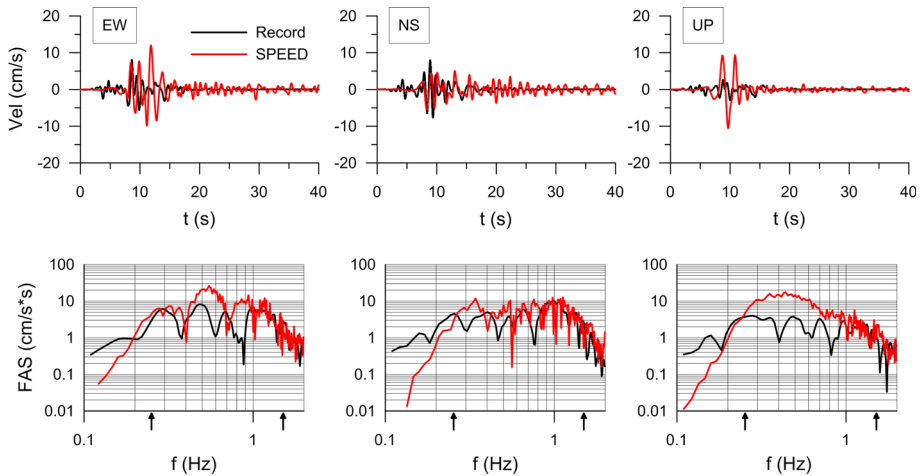 EW
Record
SPEED
NS
UP
Vel (cm/s)
20 10 0 -10 -20
0 10 20 30 40
t (s)
20 10 0 -10 -20
0 10 20 30 40
t (s)
20 10 0 -10 -20
0 10 20 30 40
t (s)
FAS (cm/s*s)
100 10 1 0.1 0.01
0.1 1
f (Hz)
100 10 1 0.1 0.01
0.1 1
f (Hz)
100 10 1 0.1 0.01
0.1 1
f (Hz)